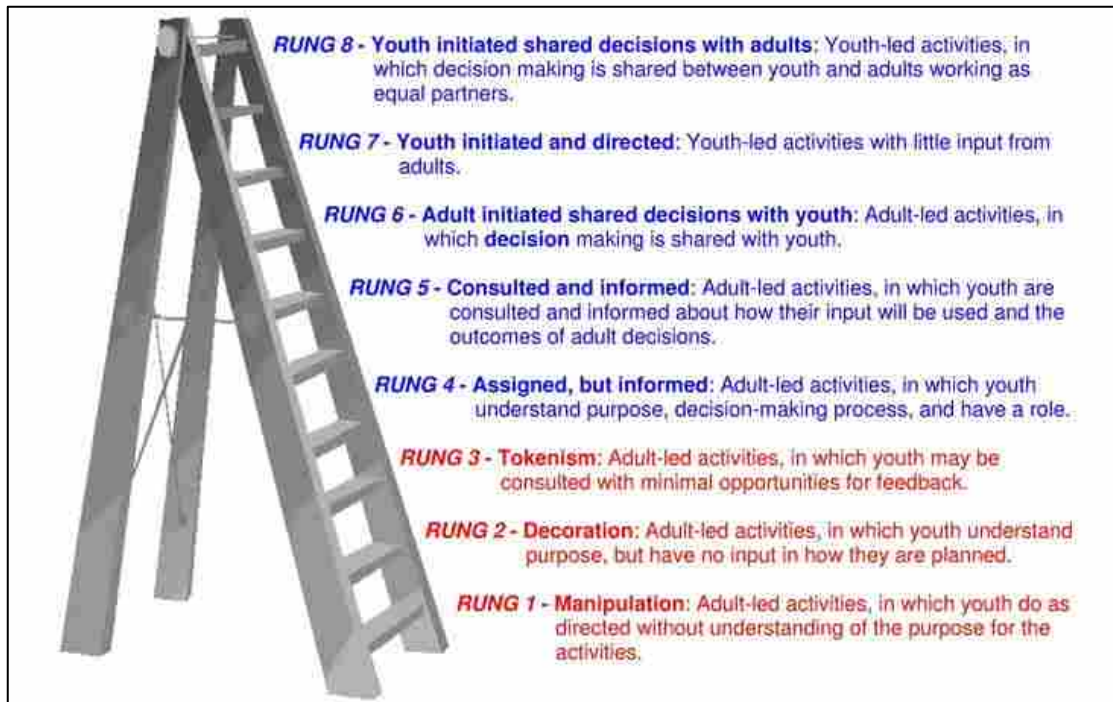 RUNG 8 - Youth initiated shared decisions with adults: Youth-led activities, in
which decision making is shared between youth and adults working as
equal partners.
RUNG 7 - Youth initiated and directed: Youth-led activities with little input from
adults.
RUNG 6 - Adult initiated shared decisions with youth: Adult-led activities, in
which decision making is shared with youth.
RUNG 5 - Consulted and informed: Adult-led activities, in which youth are
consulted and informed about how their input will be used and the
outcomes of adult decisions.
RUNG 4 - Assigned, but informed: Adult-led activities, in which youth
understand purpose, decision-making process, and have a role.
RUNG 3 - Tokenism: Adult-led activities, in which youth may be
consulted with minimal opportunities for feedback.
RUNG 2 - Decoration: Adult-led activities, in which youth understand
purpose, but have no input in how they are planned.
RUNG 1 - Manipulation: Adult-led activities, in which youth do as
directed without understanding of the purpose for the
activities.